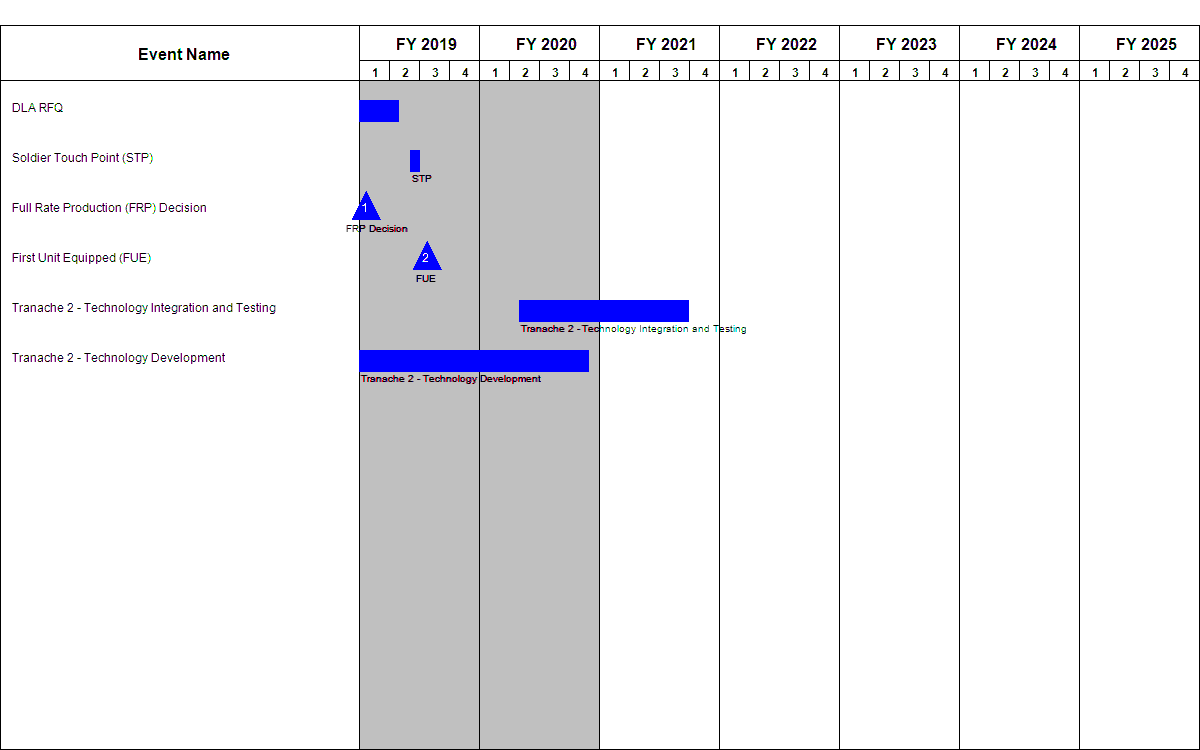 Event Name
FY 2019 FY 2020 FY 2021 FY 2022 FY 2023 FY 2024 FY 2025
1 2 3 4 1 2 3 4 1 2 3 4 1 2 3 4 1 2 3 4 1 2 3 4 1 2 3 4
DLA RFQ
Soldier Touch Point (STP)
STP
Full Rate Production (FRP) Decision
1
FRP Decision
First Unit Equipped (FUE)
2
FUE
Tranache 2 - Technology Integration and Testing
Tranache 2 - Technology Integration and Testing
Tranache 2 - Technology Development
Tranache 2 - Technology Development